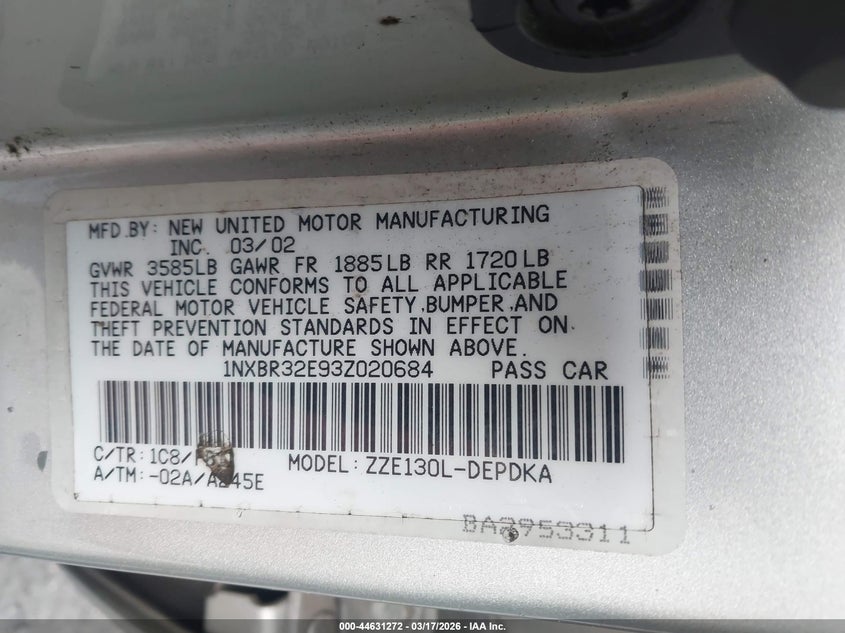 MFD.BY: NEW UNITED MOTOR MANUFACTURING
INC. 03/02
GVWR 3585LB GAWR FR 1885LB RR 1720LB
THIS VEHICLE CONFORMS TO ALL APPLICABLE
FEDERAL MOTOR VEHICLE SAFETY,BUMPER,AND
THEFT PREVENTION STANDARDS IN EFFECT ON
THE DATE OF MANUFACTURE SHOWN ABOVE.
1NXBR32E93Z020684 PASS CAR
C/TR: 1C8/
A/TM: -02A/A245E
MODEL: ZZE130L-DEPDKA
BA2953311
000-44631272 - 03/17/2026 - IAA Inc.